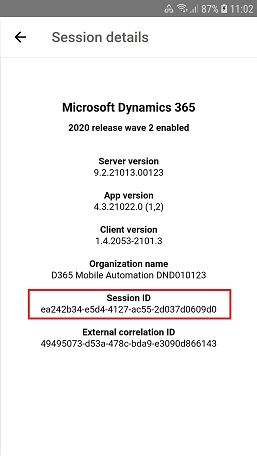 87% 11:02
Session details
Microsoft Dynamics 365
2020 release wave 2 enabled
Server version
9.2.21013.00123
App version
4.3.21022.0 (1,2)
Client version
1.4.2053-2101.3
Organization name
D365 Mobile Automation DND010123
Session ID
ea242b34-e5d4-4127-ac55-2d037d0609d0
External correlation ID
49495073-d53a-478c-bda9-e3090d866143